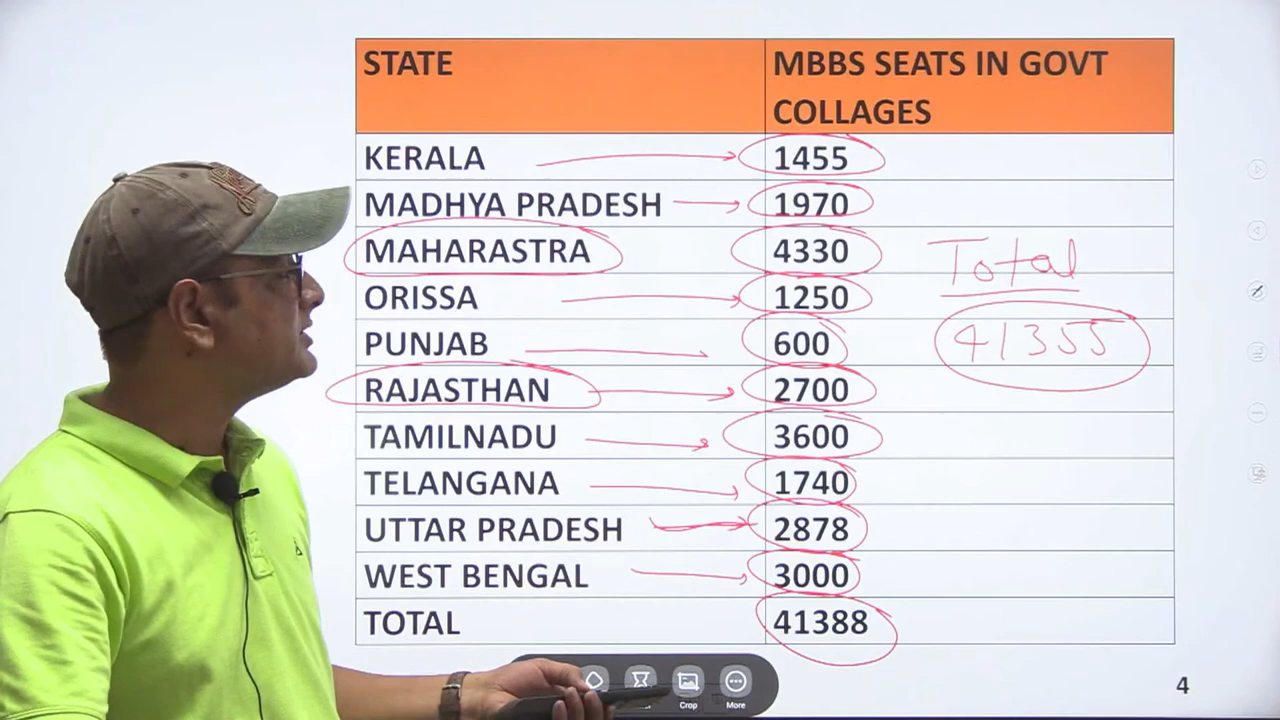 STATE MBBS SEATS IN GOVT
COLLAGES
KERALA 1455
MADHYA PRADESH 1970
MAHARASTRA 4330
ORISSA 1250
PUNJAB 600
RAJASTHAN 2700
TAMILNADU 3600
TELANGANA 1740
UTTAR PRADESH 2878
WEST BENGAL 3000
TOTAL 41388
Total
41355
Crop More
4